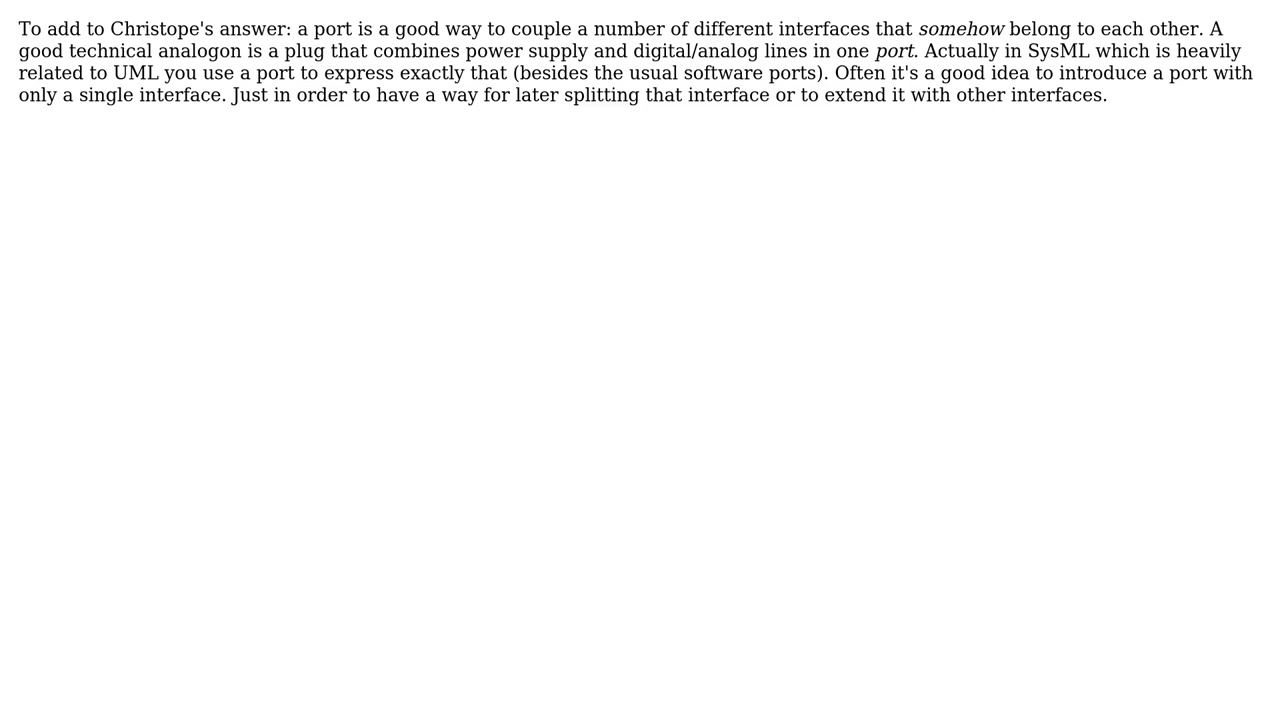 To add to Christope's answer: a port is a good way to couple a number of different interfaces that somehow belong to each other. A
good technical analogon is a plug that combines power supply and digital/analog lines in one port. Actually in SysML which is heavily
related to UML you use a port to express exactly that (besides the usual software ports). Often it's a good idea to introduce a port with
only a single interface. Just in order to have a way for later splitting that interface or to extend it with other interfaces.